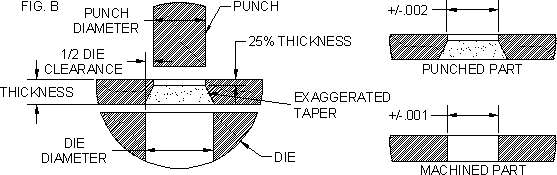 FIG. B
PUNCH
DIAMETER
PUNCH
1/2 DIE
CLEARANCE
25% THICKNESS
THICKNESS
EXAGGERATED
TAPER
DIE
DIAMETER
DIE
+/-.002
PUNCHED PART
+/-.001
MACHINED PART